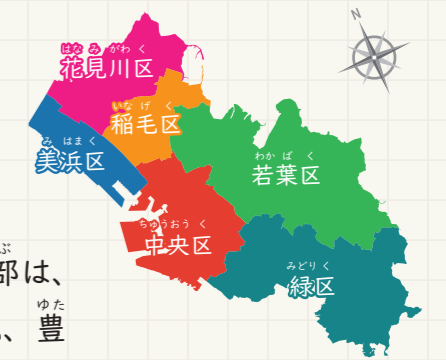 N
はなみがわく
花見川区
いなげく
稲毛区
みはまく
美浜区
わかばく
若葉区
ちゅうおうく
中央区
みどりく
緑区
ぶ
部は、
ゆた
、豊